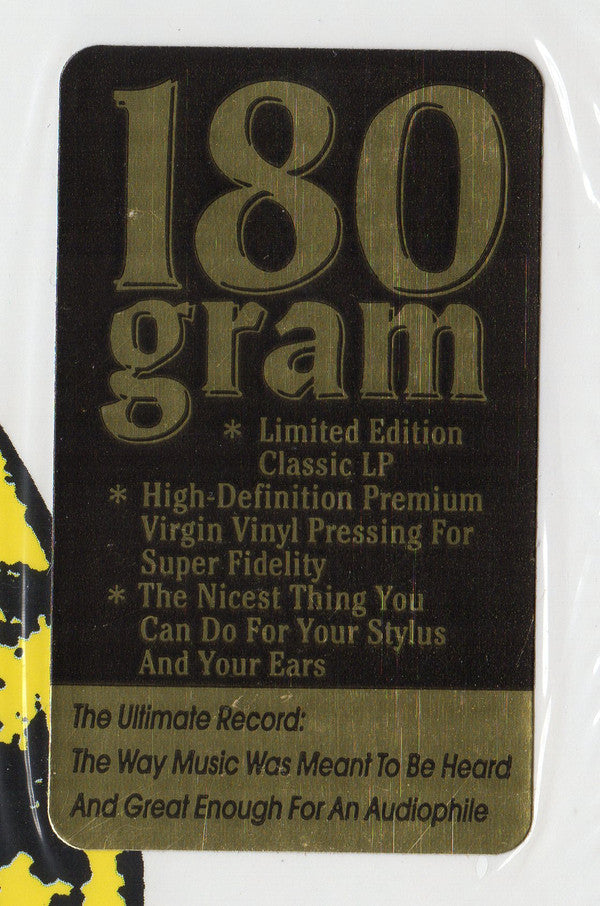 180
gram
* Limited Edition
Classic LP
* High-Definition Premium
Virgin Vinyl Pressing For
Super Fidelity
* The Nicest Thing You
Can Do For Your Stylus
And Your Ears
The Ultimate Record:
The Way Music Was Meant To Be Heard
And Great Enough For An Audiophile